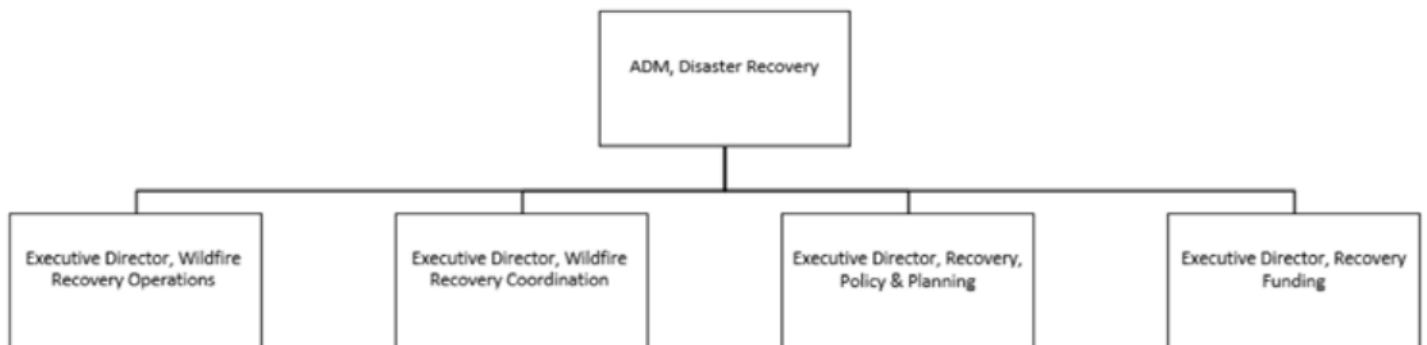 ADM, Disaster Recovery
Executive Director, Wildfire
Recovery Operations
Executive Director, Wildfire
Recovery Coordination
Executive Director, Recovery,
Policy & Planning
Executive Director, Recovery
Funding